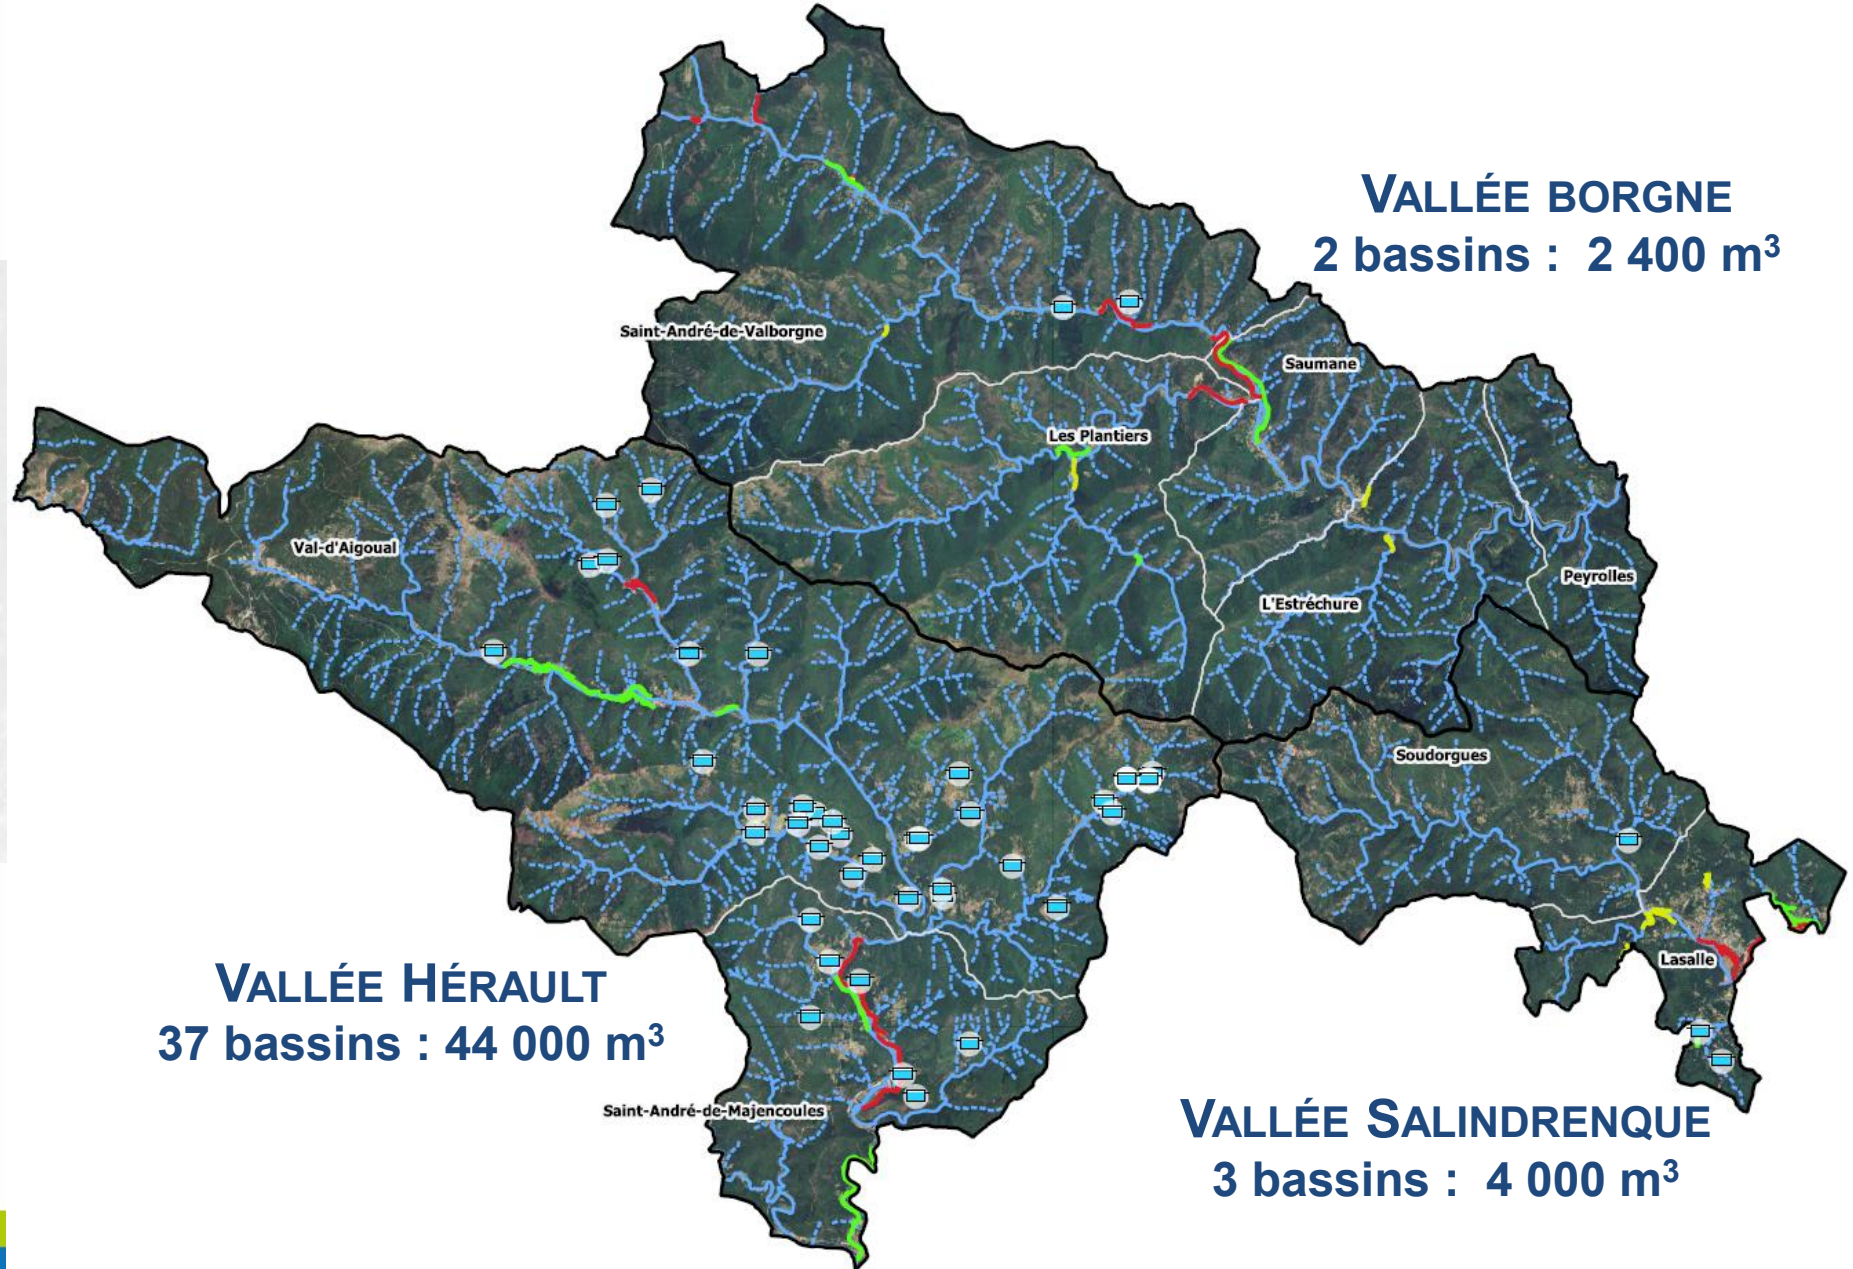 VALLÉE BORGNE
2 bassins : 2 400 m³
Saint-André-de-Valborgne
Saumane
Les Plantiers
Val-d'Aigoual
Peyrolles
L'Estréchure
Soudorgues
Lasalle
VALLÉE HÉRAULT
37 bassins : 44 000 m³
Saint-André-de-Majencoules
VALLÉE SALINDRENQUE
3 bassins : 4 000 m³